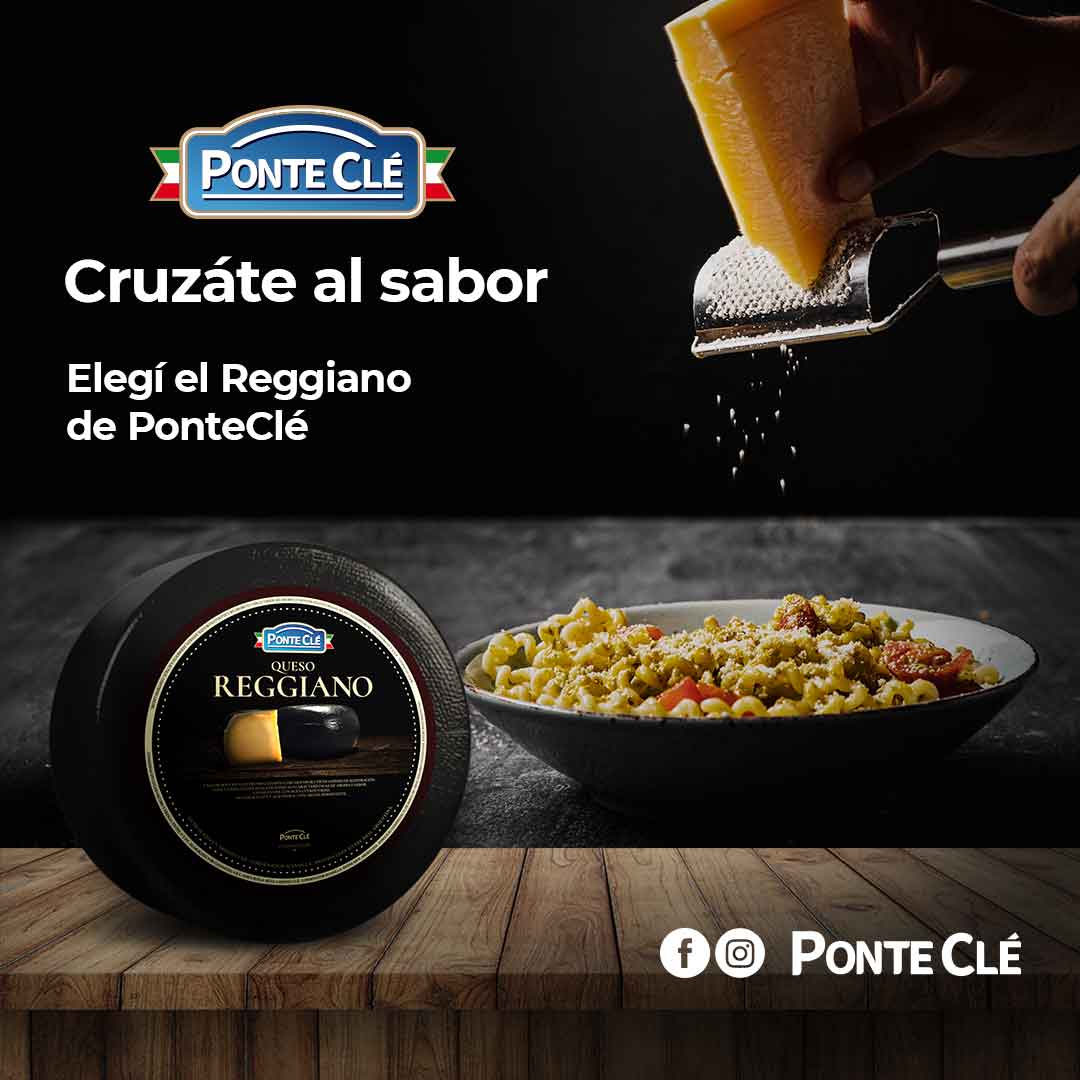 PONTE CLÉ
Cruzáte al sabor
Elegí el Reggiano
de PonteClé
PONTE CLÉ
QUESO
REGGIANO
PONTE CLÉ
PONTE CLÉ